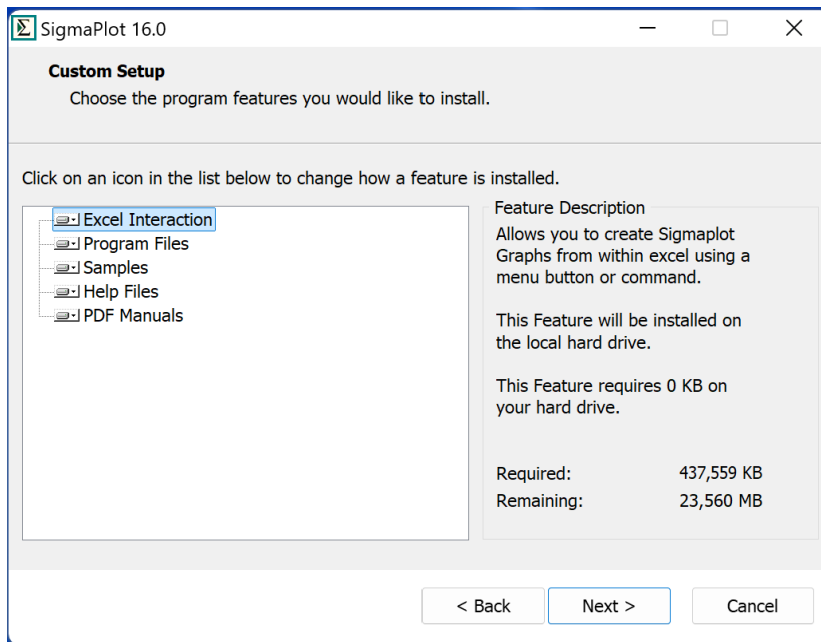 SigmaPlot 16.0
Custom Setup
Choose the program features you would like to install.
Click on an icon in the list below to change how a feature is installed.
Excel Interaction
Program Files
Samples
Help Files
PDF Manuals
Feature Description
Allows you to create Sigmaplot
Graphs from within excel using a
menu button or command.
This Feature will be installed on
the local hard drive.
This Feature requires 0 KB on
your hard drive.
Required: 437,559 KB
Remaining: 23,560 MB
< Back Next > Cancel